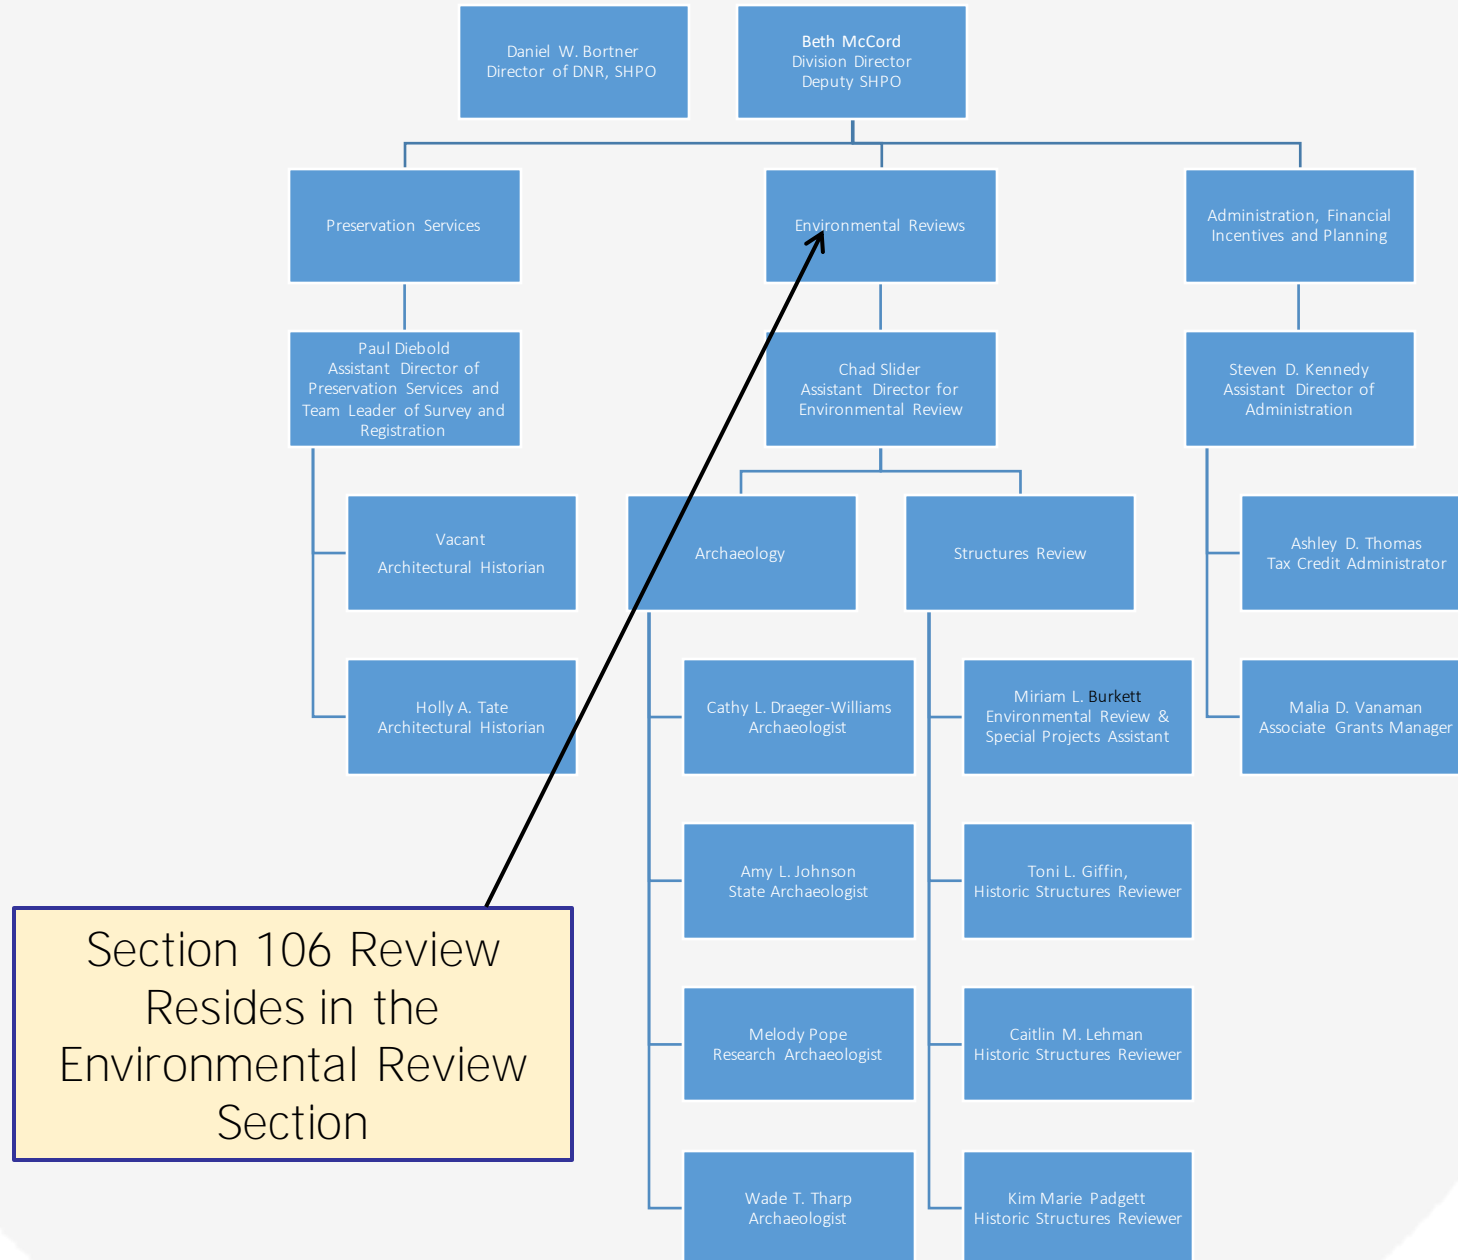 Daniel W. Bortner
Director of DNR, SHPO
Beth McCord
Division Director
Deputy SHPO
Preservation Services
Environmental Reviews
Administration, Financial
Incentives and Planning
Paul Diebold
Assistant Director of
Preservation Services and
Team Leader of Survey and
Registration
Chad Slider
Assistant Director for
Environmental Review
Steven D. Kennedy
Assistant Director of
Administration
Vacant
Architectural Historian
Archaeology
Structures Review
Ashley D. Thomas
Tax Credit Administrator
Holly A. Tate
Architectural Historian
Cathy L. Draeger-Williams
Archaeologist
Miriam L. Burkett
Environmental Review &
Special Projects Assistant
Malia D. Vanaman
Associate Grants Manager
Amy L. Johnson
State Archaeologist
Toni L. Giffin,
Historic Structures Reviewer
Section 106 Review
Resides in the
Environmental Review
Section
Melody Pope
Research Archaeologist
Caitlin M. Lehman
Historic Structures Reviewer
Wade T. Tharp
Archaeologist
Kim Marie Padgett
Historic Structures Reviewer